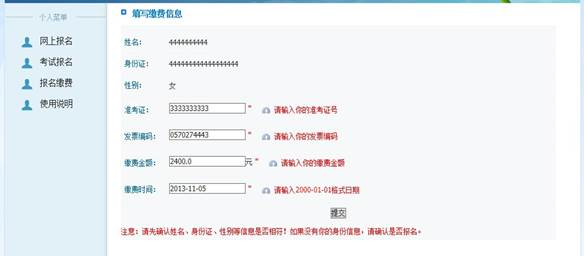 个人菜单
网上报名
考试报名
报名缴费
使用说明
填写缴费信息
姓名： 4444444444
身份证： 444444444444444444
性别： 女
准考证： 3333333333 * 请输入你的准考证号
发票编码： 0570274443 * 请输入你的发票编码
缴费金额： 2400.0 元 * 请输入你的缴费金额
缴费时间： 2013-11-05 * 请输入2000-01-01格式日期
提交
注意：请先确认姓名、身份证、性别等信息是否相符！如果没有你的身份信息，请确认是否报名。